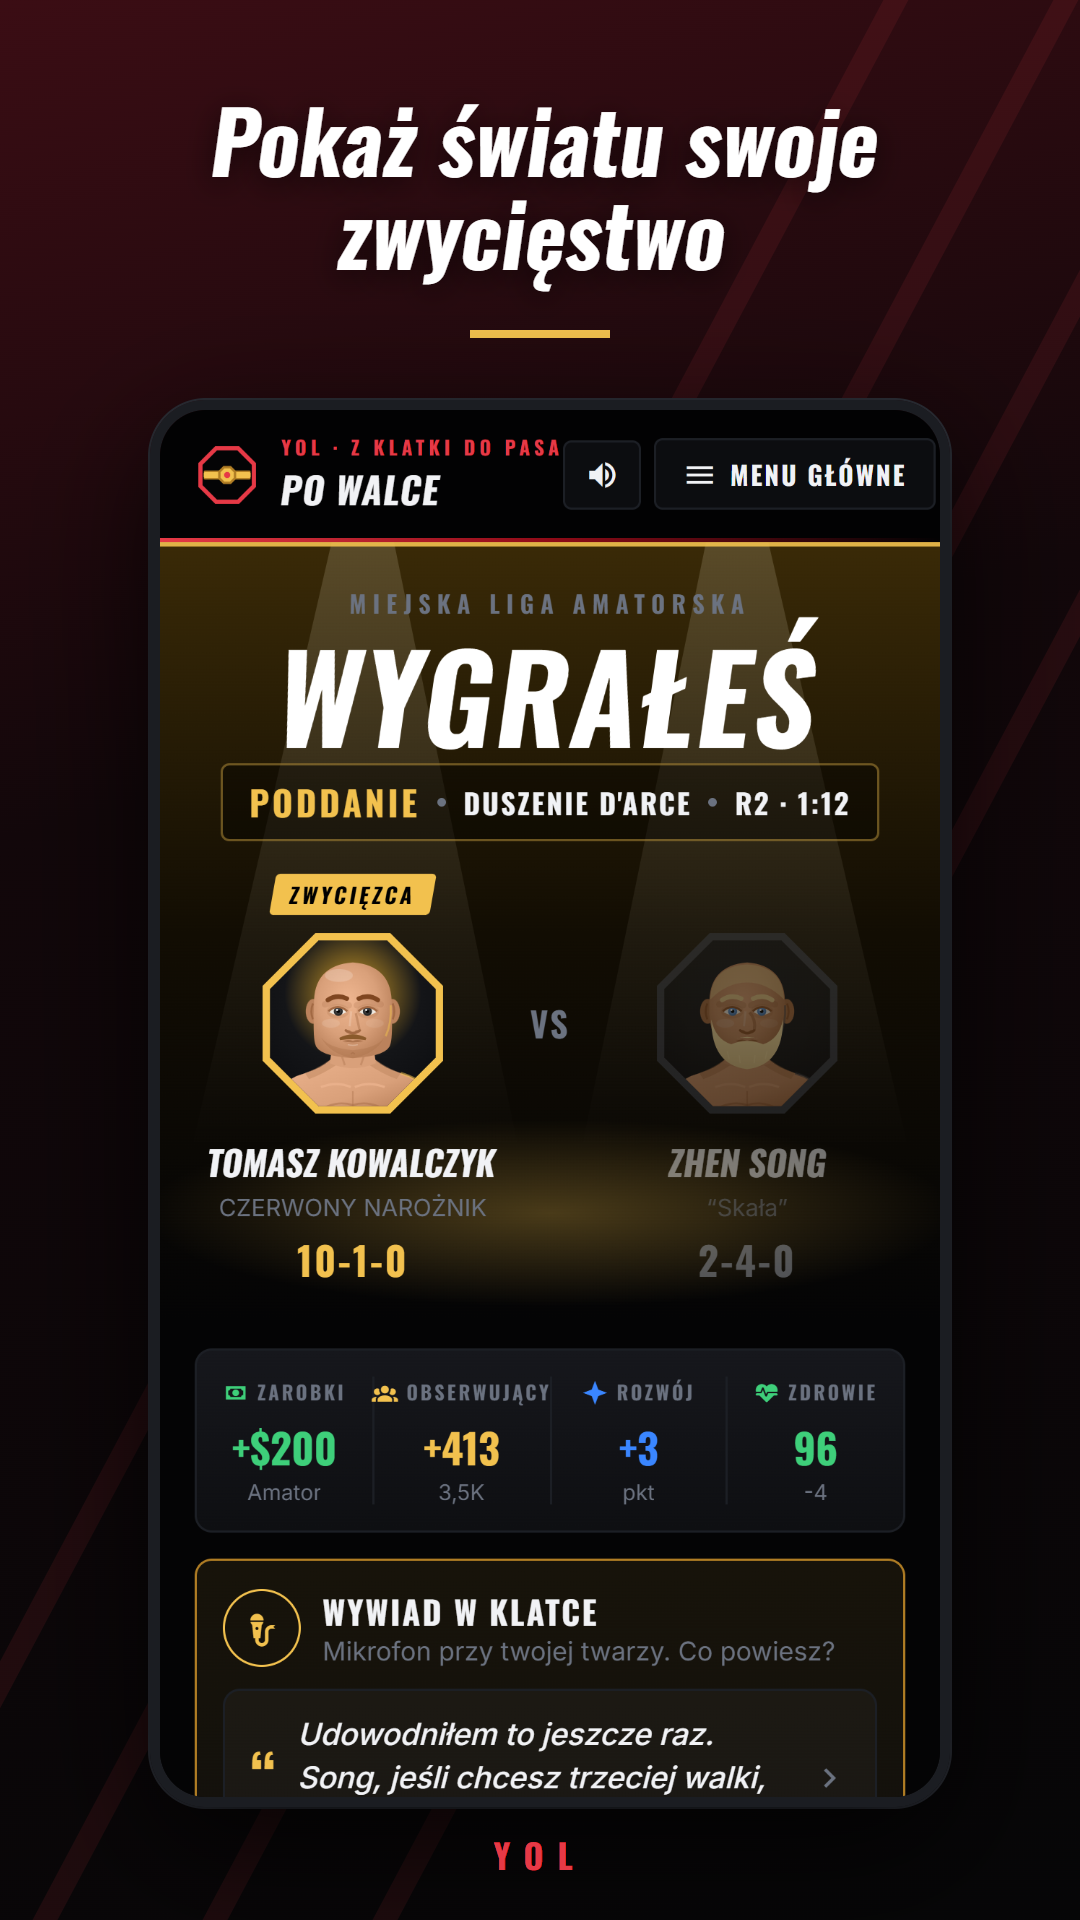 Pokaż światu swoje
zwycięstwo
YOL · Z KLATKI DO PASA
PO WALCE
MENU GŁÓWNE
MIEJSKA LIGA AMATORSKA
WYGRAŁEŚ
PODDANIE • DUSZENIE D'ARCE • R2 · 1:12
ZWYCIĘZCA
VS
TOMASZ KOWALCZYK
CZERWONY NAROŻNIK
10-1-0
ZHEN SONG
“Skała”
2-4-0
ZAROBKI
+$200
Amator
OBSERWUJĄCY
+413
3,5K
ROZWÓJ
+3
pkt
ZDROWIE
96
-4
WYWIAD W KLATCE
Mikrofon przy twojej twarzy. Co powiesz?
“ Udowodniłem to jeszcze raz.
Song, jeśli chcesz trzeciej walki,
YOL